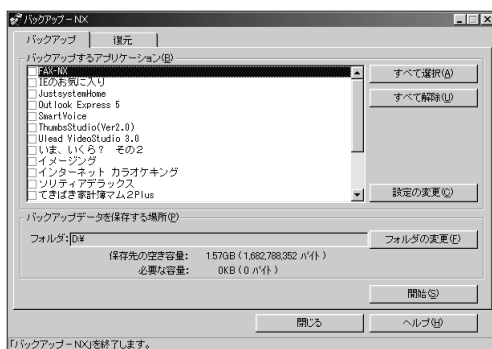 バックアップ－NX
バックアップ 復元
バックアップするアプリケーション(B)
FAX-NX
IEのお気に入り
JustsystemHome
Outlook Express 5
SmartVoice
ThumbsStudio(Ver2.0)
Ulead VideoStudio 3.0
いま、いくら？ その２
イメージング
インターネット カラオケキング
ソリティアデラックス
てきぱき家計簿マム2Plus
すべて選択(A)
すべて解除(U)
設定の変更(C)
バックアップデータを保存する場所(P)
フォルダ: D:¥
フォルダの変更(F)
保存先の空き容量: 1.57GB ( 1,682,788,352 バイト )
必要な容量: 0KB ( 0 バイト )
開始(S)
閉じる ヘルプ(H)
「バックアップ－NX」を終了します。